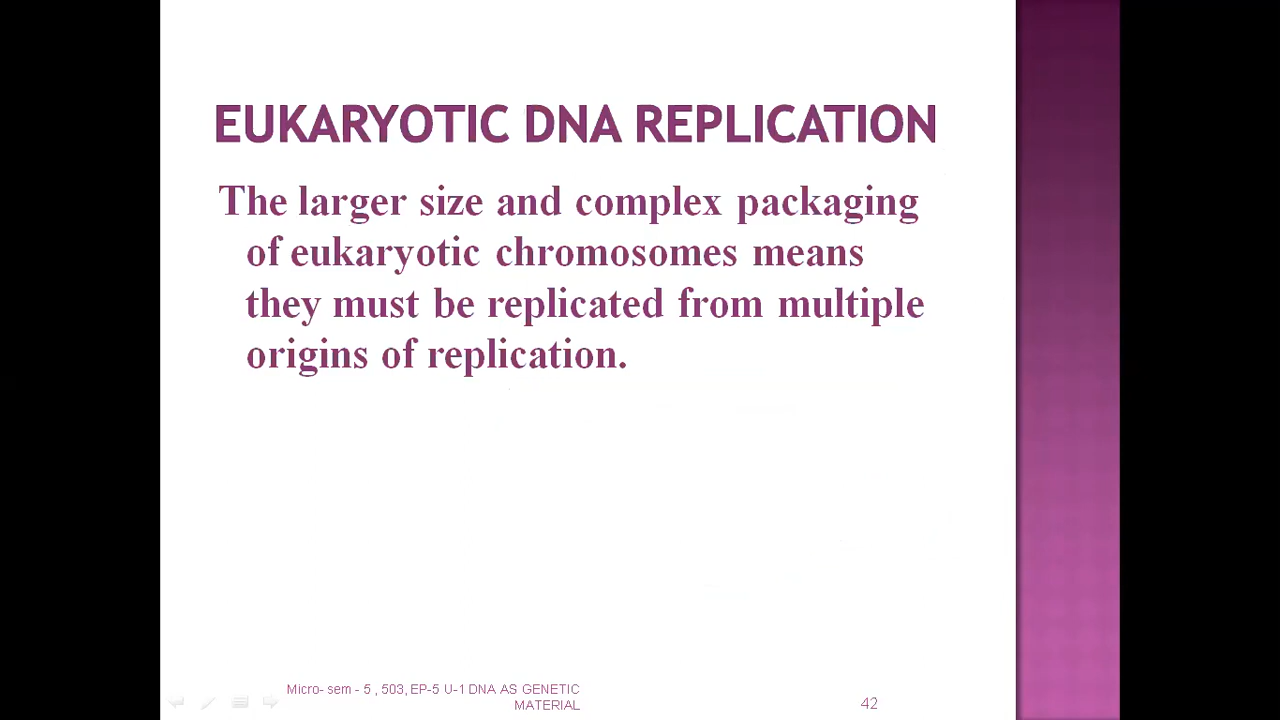 EUKARYOTIC DNA REPLICATION
The larger size and complex packaging
of eukaryotic chromosomes means
they must be replicated from multiple
origins of replication.
Micro- sem - 5 , 503, EP-5 U-1 DNA AS GENETIC
MATERIAL
42